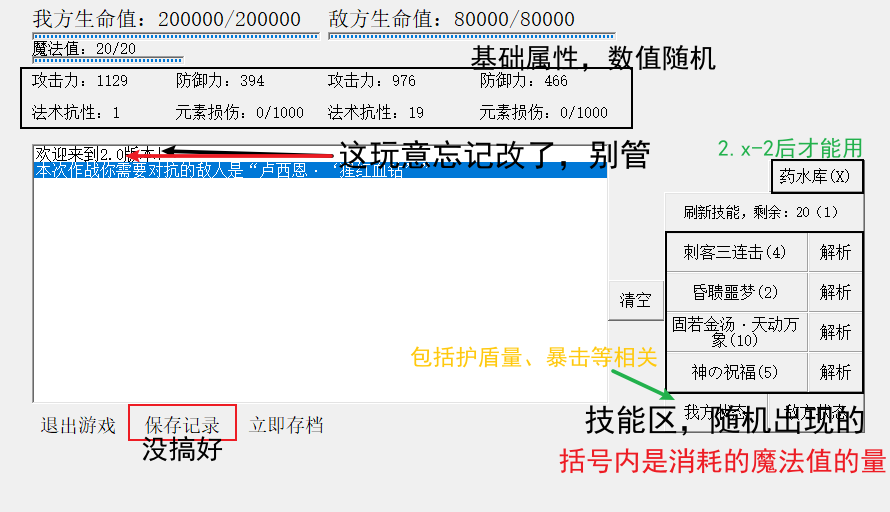 我方生命值：200000/200000 敌方生命值：80000/80000
魔法值：20/20
基础属性，数值随机
攻击力：1129 防御力：394 攻击力：976 防御力：466
法术抗性：1 元素损伤：0/1000 法术抗性：19 元素损伤：0/1000
欢迎来到2.0版本!
这玩意忘记改了，别管
本次作战你需要对抗的敌人是“卢西恩·‘猩红血钻’”
2.x-2后才能用
药水库(X)
刷新技能，剩余：20（1）
刺客三连击(4) 解析
昏聩噩梦(2) 解析
清空
固若金汤·天动万
象(10) 解析
包括护盾量、暴击等相关
神の祝福(5) 解析
我方状态 敌方状态
技能区，随机出现的
退出游戏 保存记录 立即存档
没搞好
括号内是消耗的魔法值的量